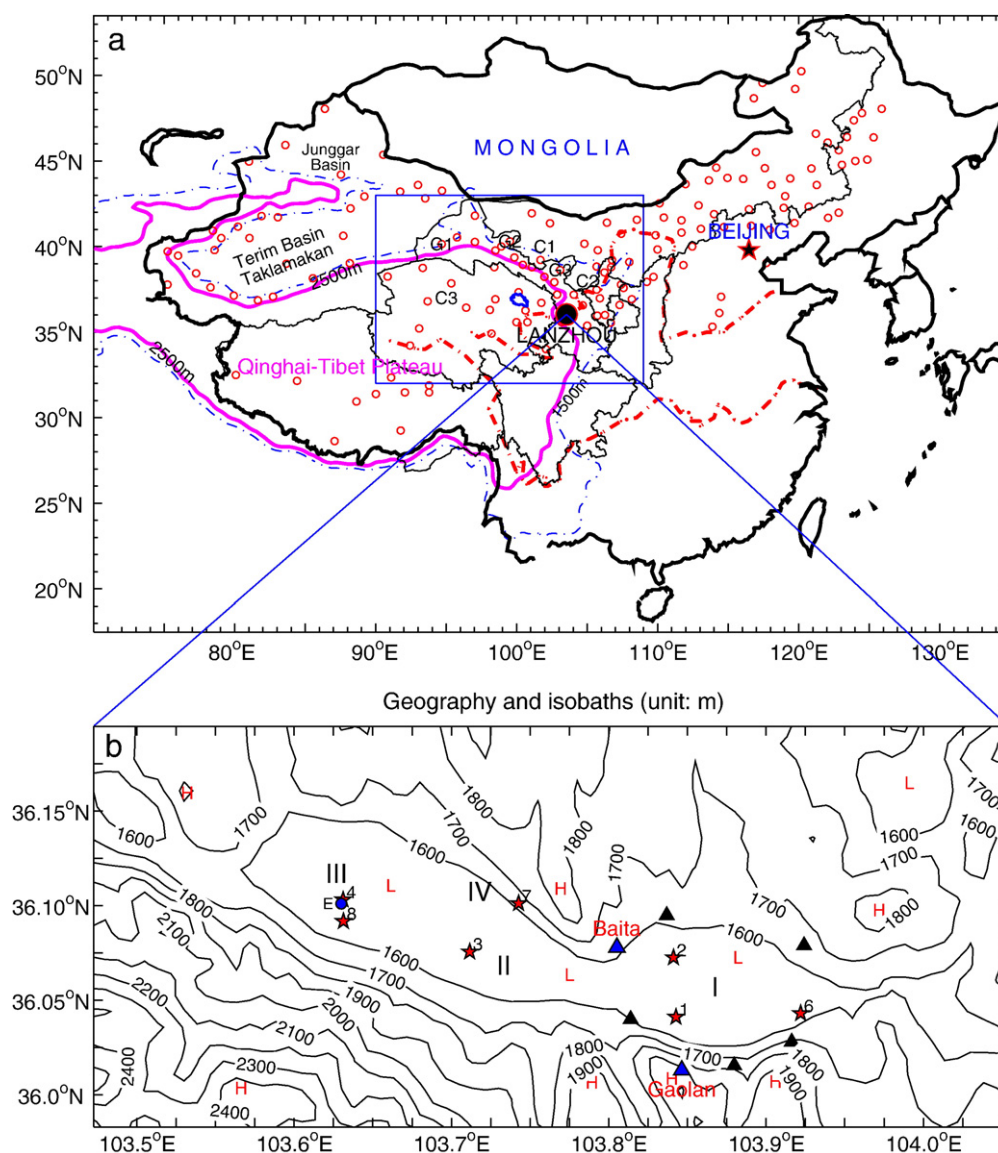 a
50°N
45°N
40°N
35°N
30°N
25°N
20°N
MONGOLIA
Junggar
Basin
BEIJING
Terim Basin
Taklamakan
2500m
G1
G2
C1
G3
C2
C3
LANZHOU
Qinghai-Tibet Plateau
2500m
1500m
80°E
90°E
100°E
110°E
120°E
130°E
Geography and isobaths (unit: m)
b
36.15°N
36.10°N
36.05°N
36.0°N
H
1600
1700
1800
1700
1600
1800
1700
L
1600
1700
H
1800
1700
1600
III
4
E
8
L
IV
7
H
Baita
1800
2100
1600
1700
3
II
L
2
L
I
1
6
2200
1900
2000
2100
2300
2400
H
2400
1800
1900
H
1700
H
Gaolan
1800
1900
H
103.5°E
103.6°E
103.7°E
103.8°E
103.9°E
104.0°E